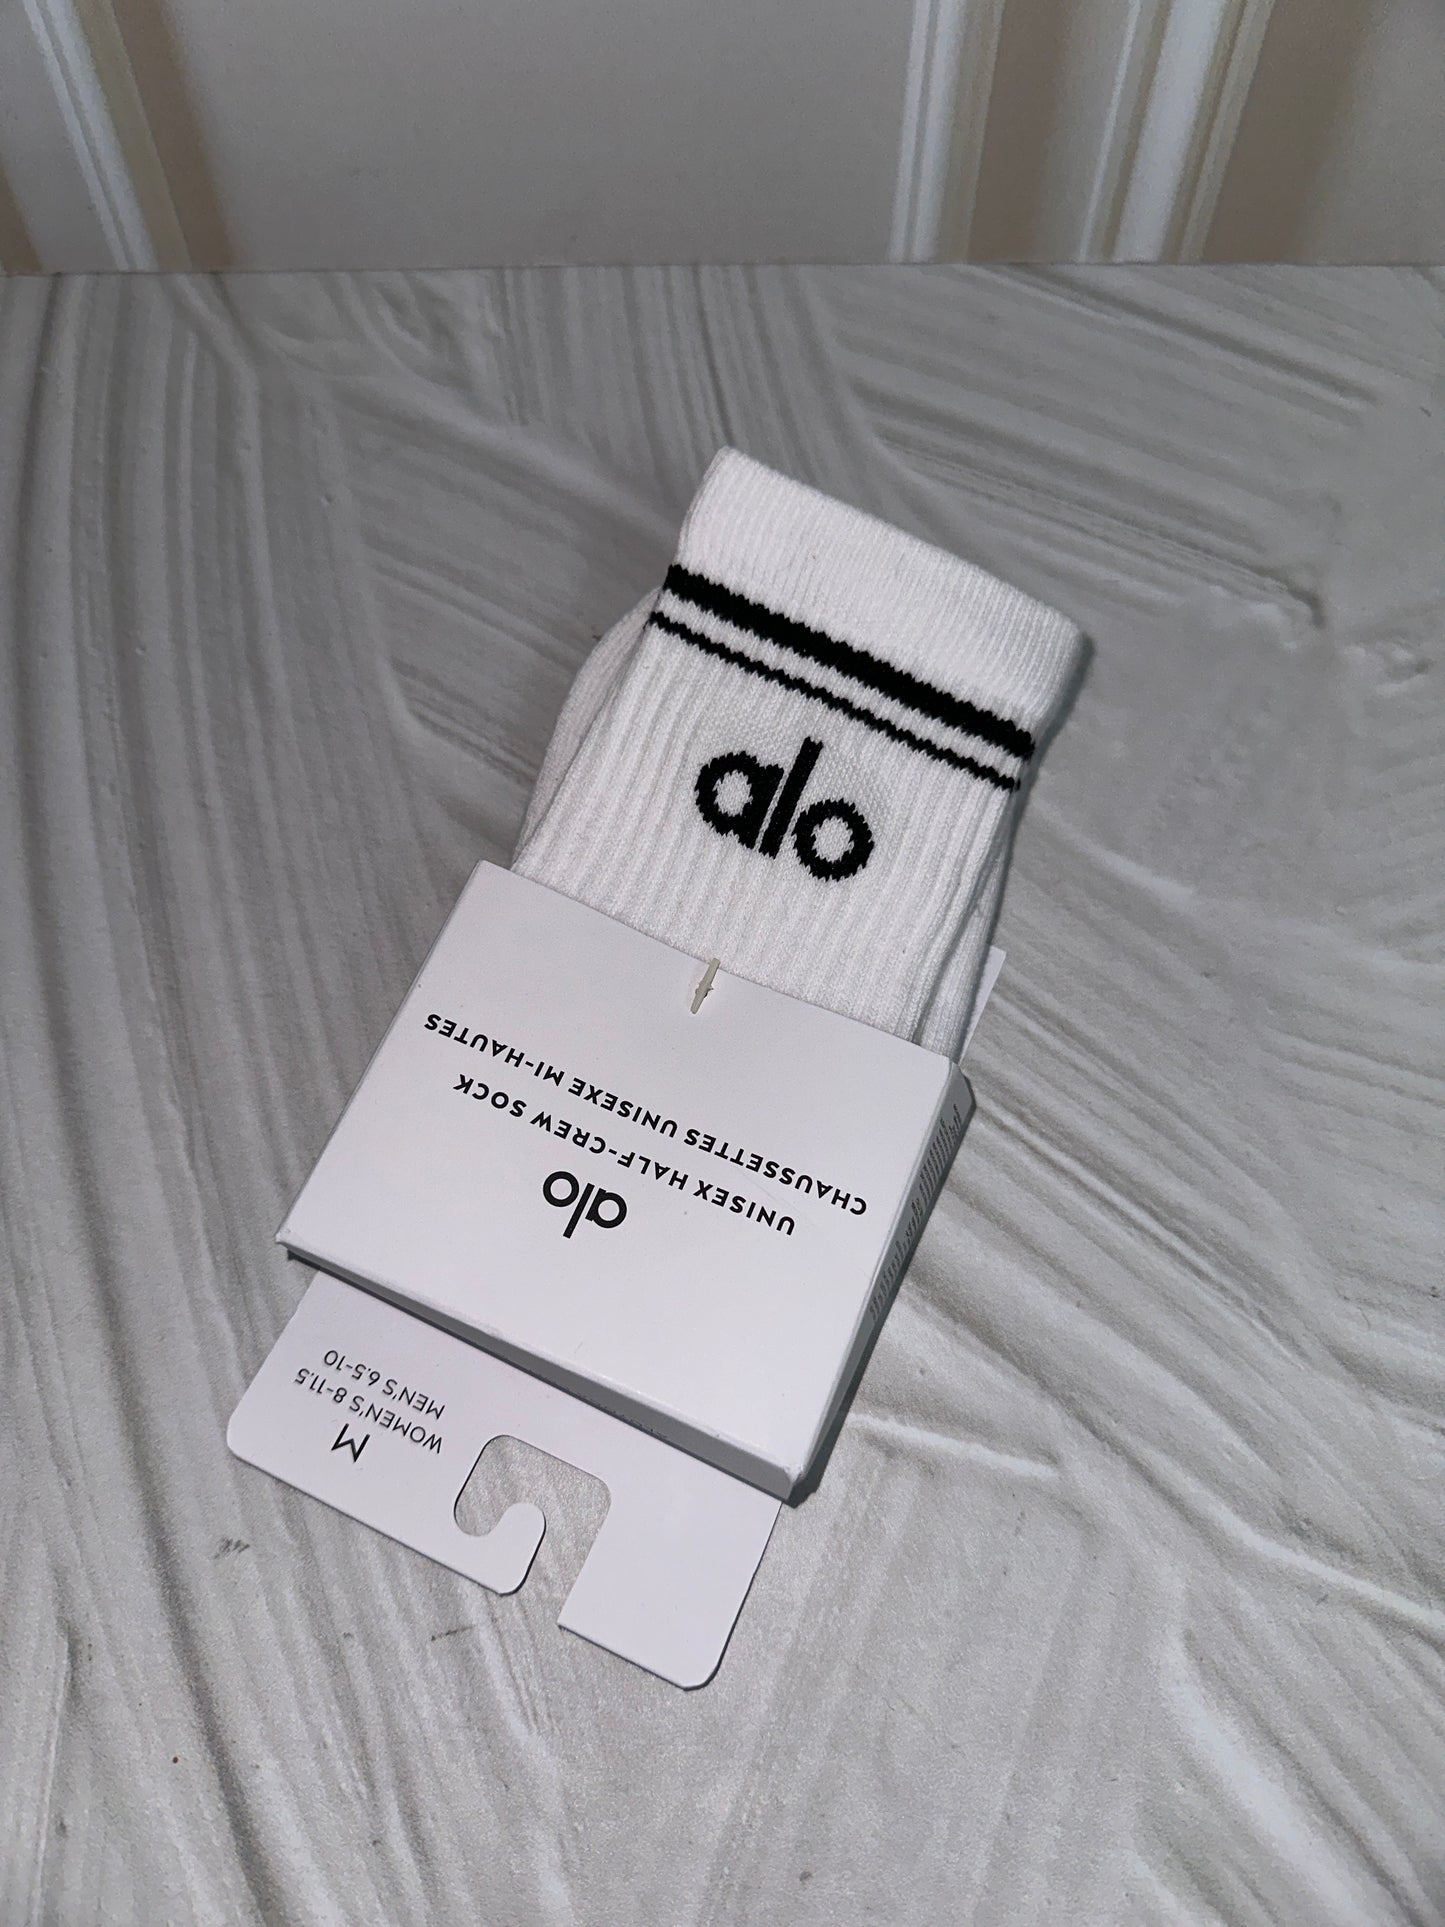 alo
alo
UNISEX HALF-CREW SOCK
CHAUSSETTES UNISEXE MI-HAUTES
M
WOMEN'S 8-11.5
MEN'S 6.5-10